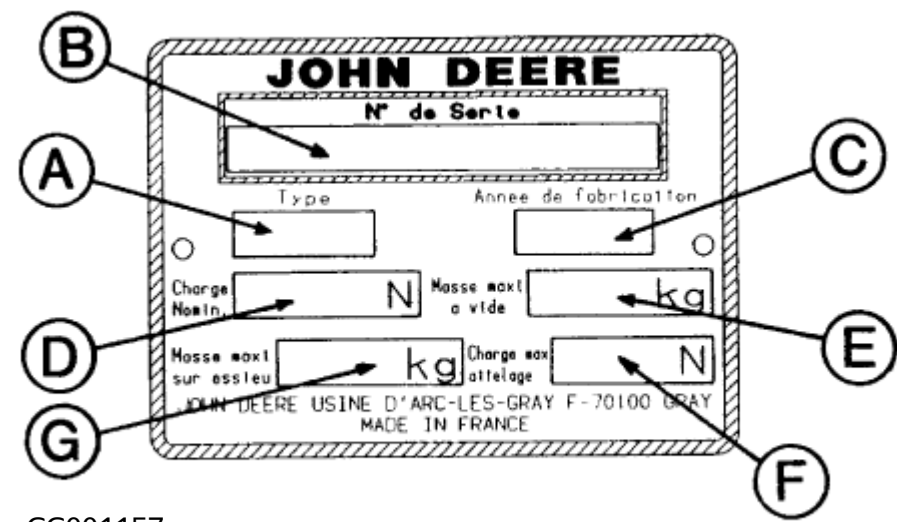 B
JOHN DEERE
N° de Serie
A
C
Type
Annee de fabrication
Charge Nomin.
N
Masse maxi a vide
kg
D
E
Masse maxi sur essieu
kg
Charge max attelage
N
JOHN DEERE USINE D'ARC-LES-GRAY F-70100 GRAY
MADE IN FRANCE
G
F